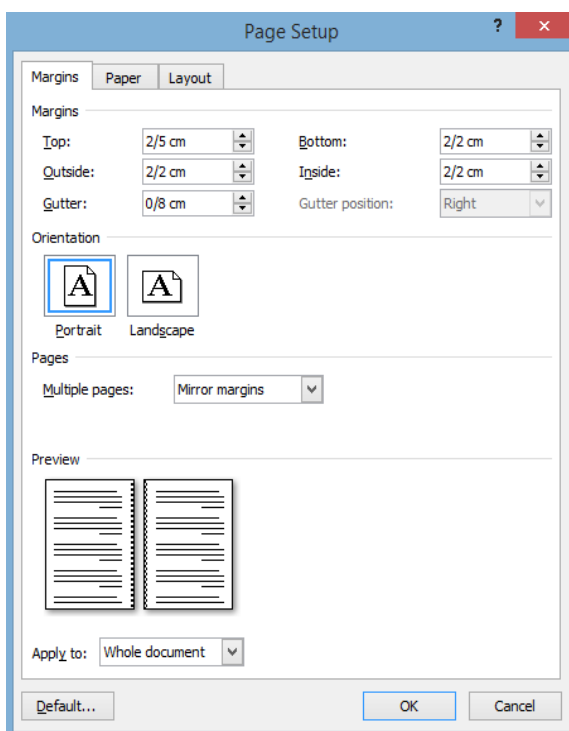 Page Setup ?
Margins Paper Layout
Margins
Top: 2/5 cm Bottom: 2/2 cm
Outside: 2/2 cm Inside: 2/2 cm
Gutter: 0/8 cm Gutter position: Right
Orientation
A A
Portrait Landscape
Pages
Multiple pages: Mirror margins
Preview
Apply to: Whole document
Default... OK Cancel